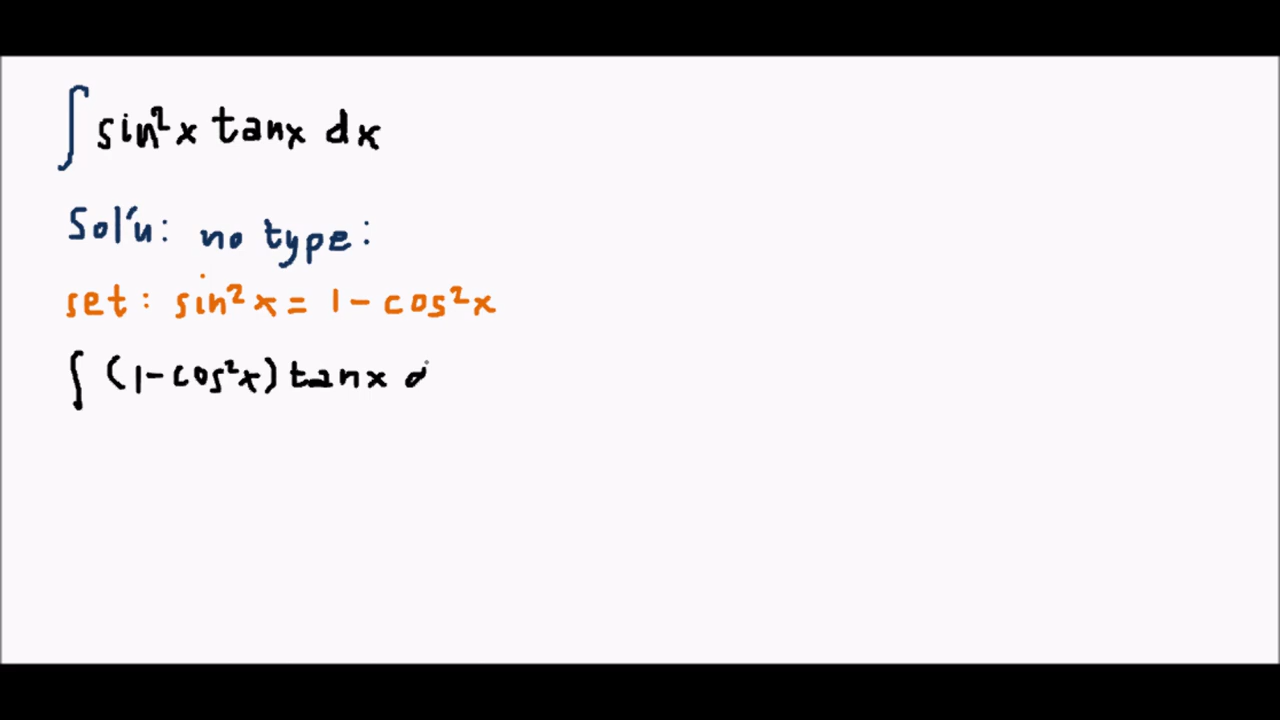 ∫ sin²x tanx dx
Sol'n: no type:
set: sin²x = 1 - cos²x
∫ (1-cos²x) tanx d